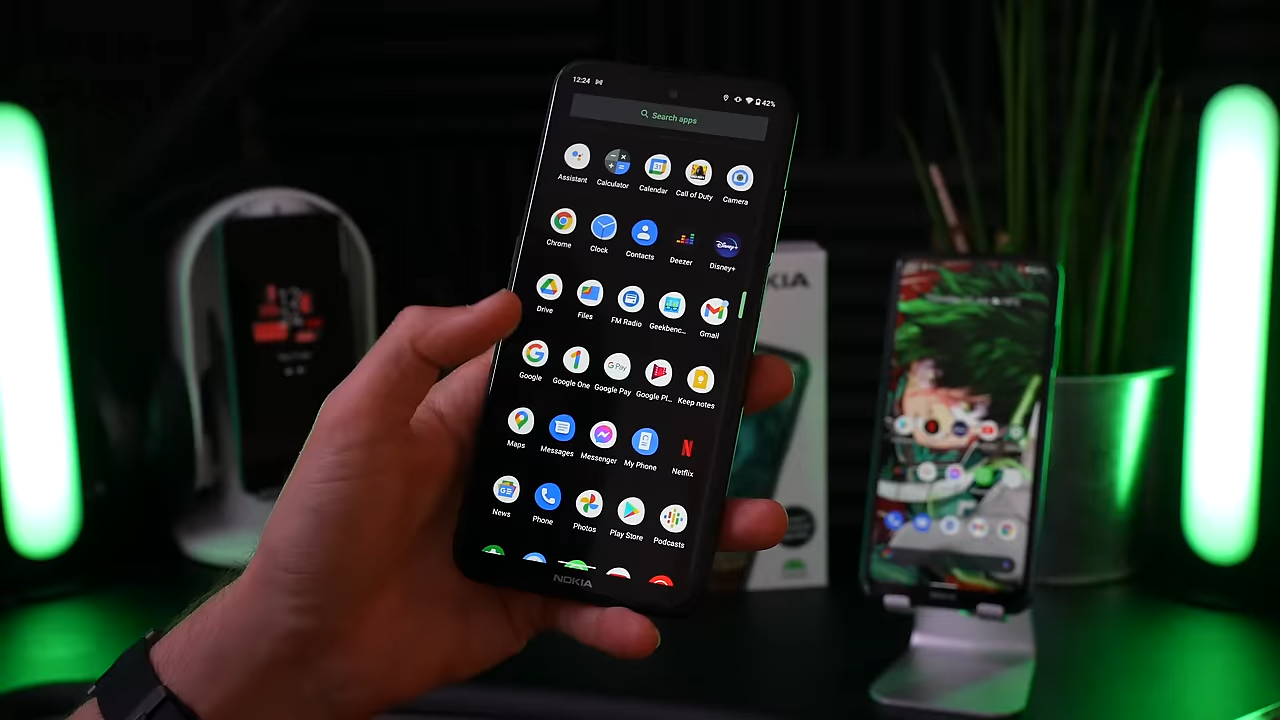 12:24
42%
Search apps
Assistant
Calculator
Calendar
Call of Duty
Camera
Chrome
Clock
Contacts
Deezer
Disney+
Drive
Files
FM Radio
Geekbenc...
Gmail
Google
Google One
Google Pay
Google Pl...
Keep notes
Maps
Messages
Messenger
My Phone
Netflix
News
Phone
Photos
Play Store
Podcasts
NOKIA
KIA